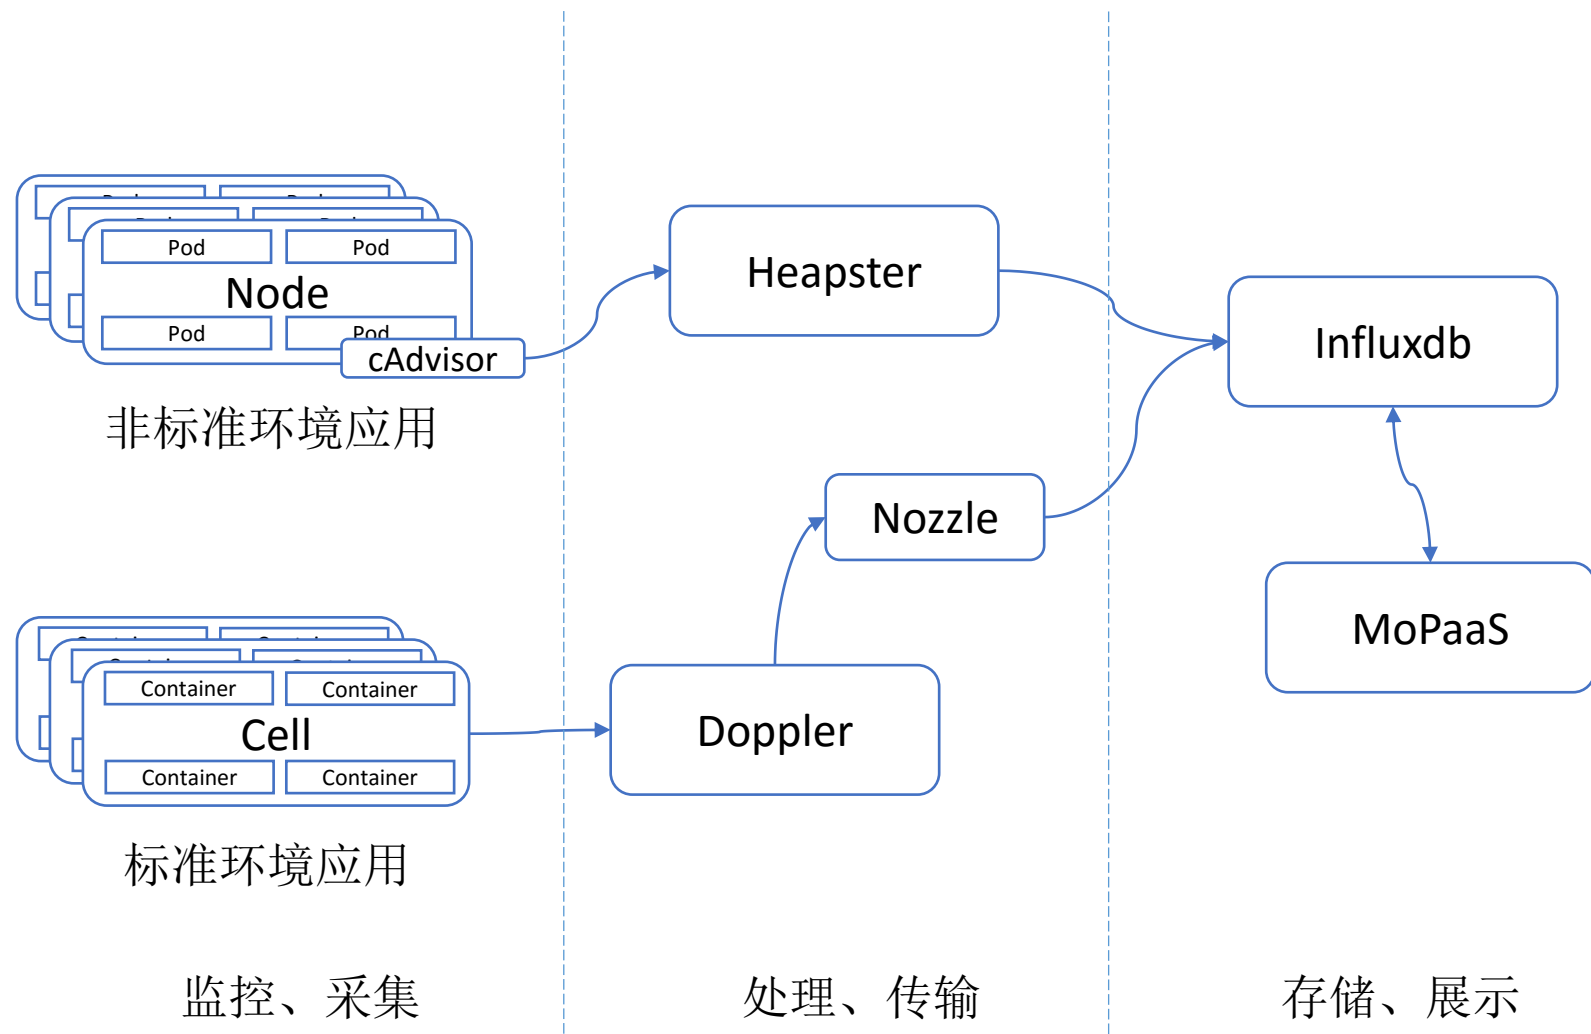 Pod Pod
Node
Pod Pod
cAdvisor
非标准环境应用
Heapster
Influxdb
Nozzle
MoPaaS
Container Container
Cell
Container Container
Doppler
标准环境应用
监控、采集
处理、传输
存储、展示